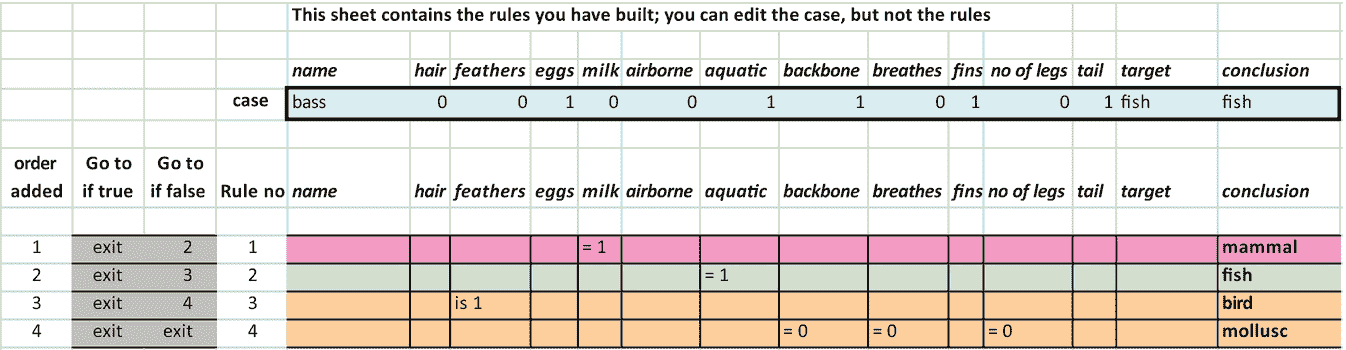 This sheet contains the rules you have built; you can edit the case, but not the rules
name hair feathers eggs milk airborne aquatic backbone breathes fins no of legs tail target conclusion
case bass 0 0 1 0 0 1 1 0 1 0 1 fish fish
order added Go to if true Go to if false Rule no name hair feathers eggs milk airborne aquatic backbone breathes fins no of legs tail target conclusion
1 exit 2 1 = 1 mammal
2 exit 3 2 = 1 fish
3 exit 4 3 is 1 bird
4 exit exit 4 = 0 = 0 = 0 mollusc